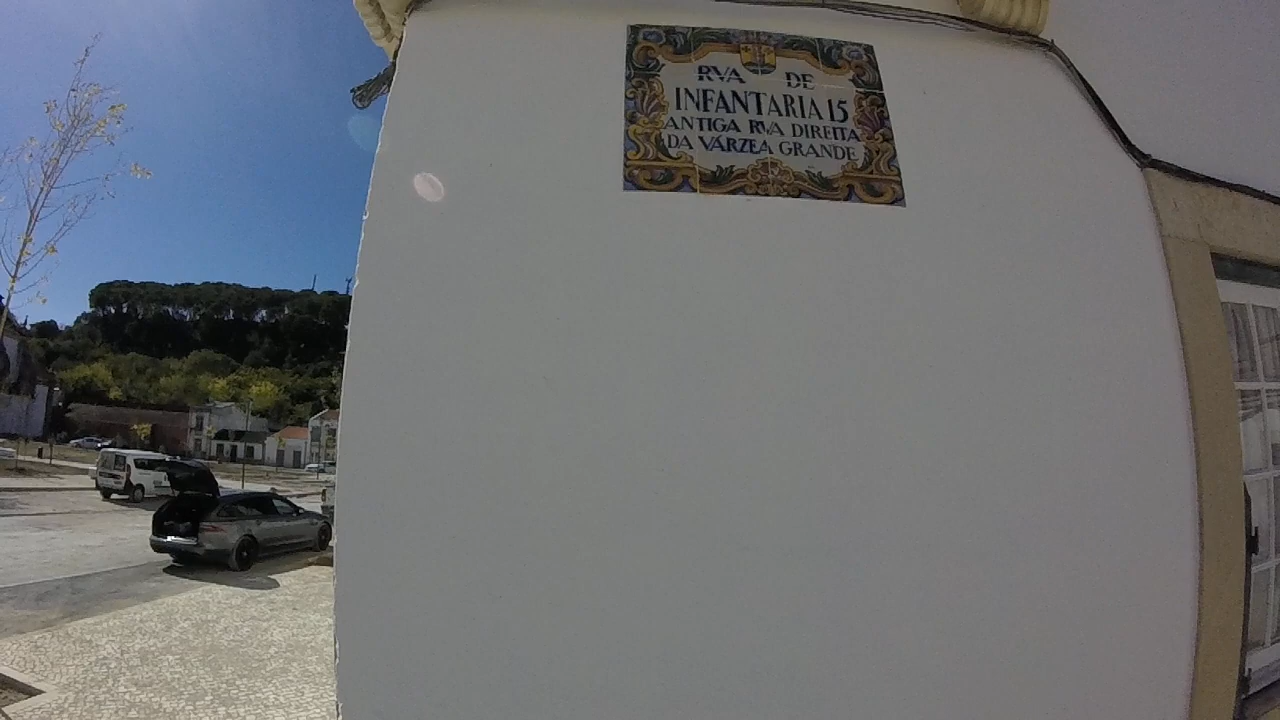 RVA DE
INFANTARIA 15
ANTIGA RVA DIREITA
DA VÁRZEA GRANDE